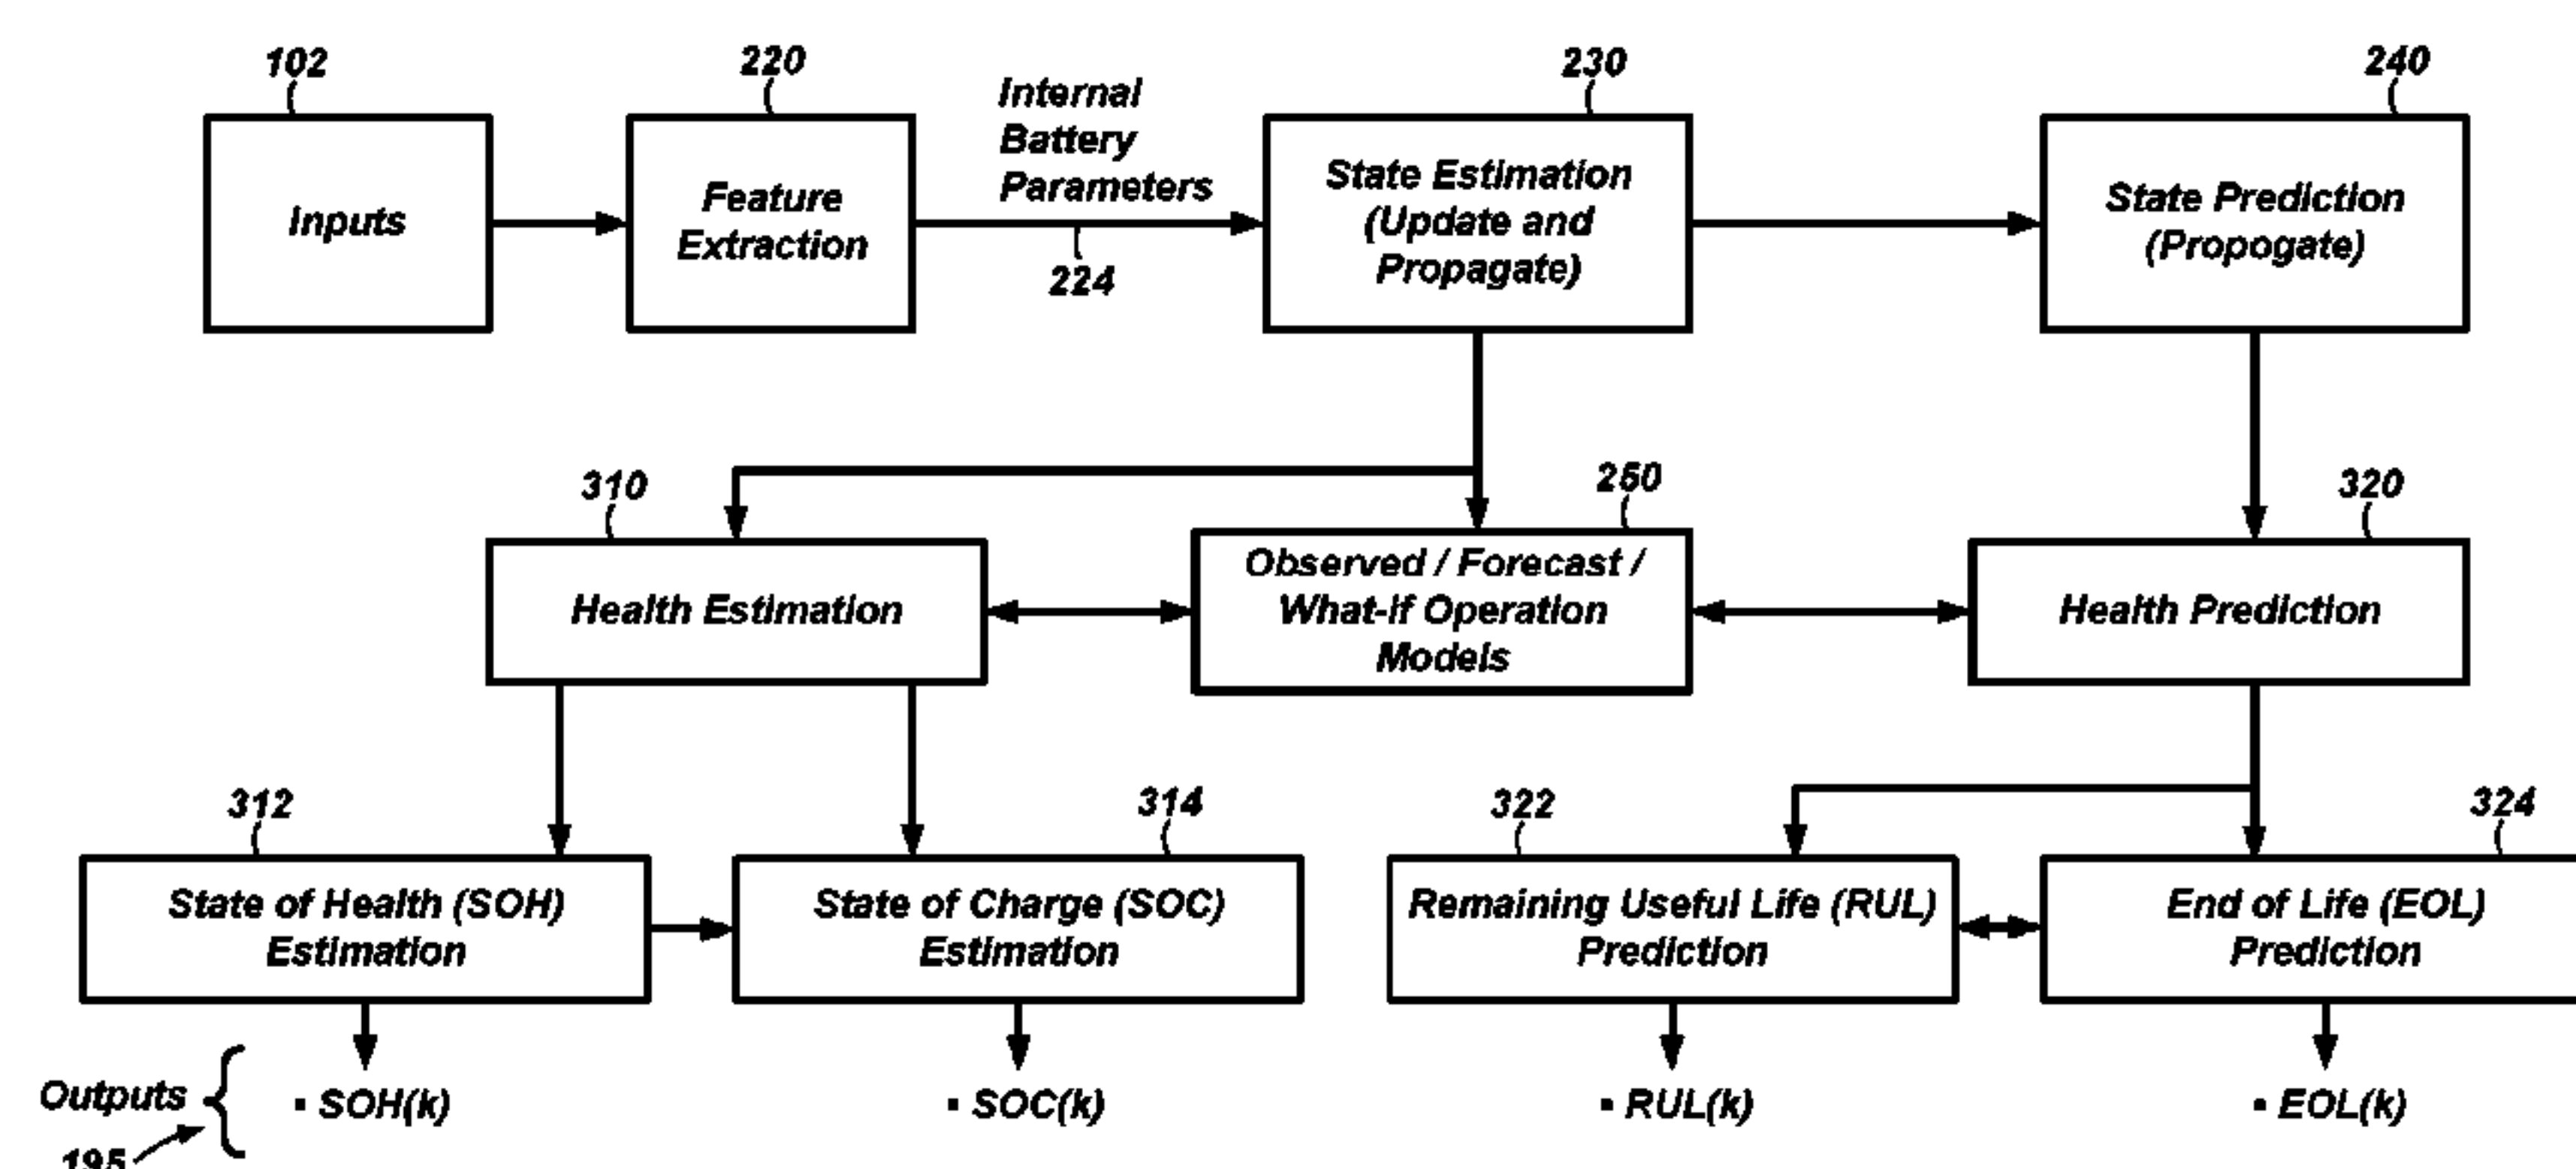 102
220
230
240
Internal
Battery
Parameters
Inputs
Feature
Extraction
224
State Estimation
(Update and
Propagate)
State Prediction
(Propogate)
310
250
320
Health Estimation
Observed / Forecast /
What-if Operation
Models
Health Prediction
312
314
322
324
State of Health (SOH)
Estimation
State of Charge (SOC)
Estimation
Remaining Useful Life (RUL)
Prediction
End of Life (EOL)
Prediction
Outputs
▪ SOH(k)
▪ SOC(k)
▪ RUL(k)
▪ EOL(k)
195